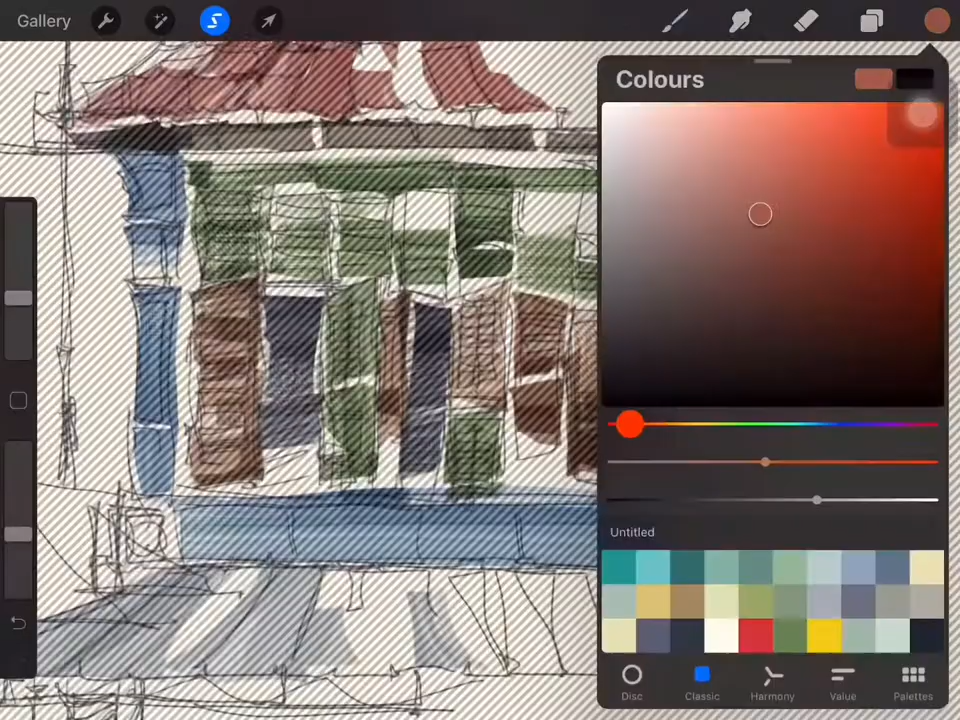 Gallery
Colours
Untitled
Disc
Classic
Harmony
Value
Palettes